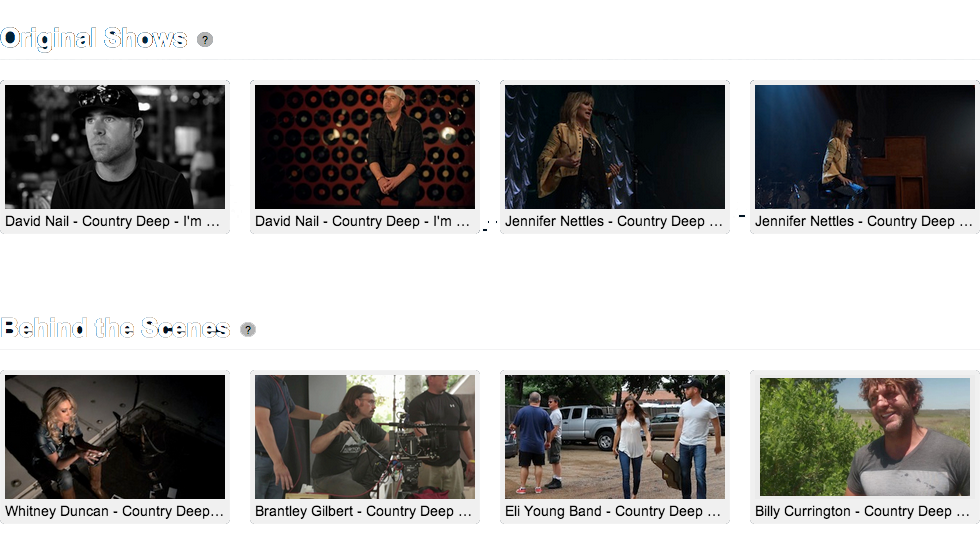 Original Shows ?
David Nail - Country Deep - I'm ...
David Nail - Country Deep - I'm ...
Jennifer Nettles - Country Deep ...
Jennifer Nettles - Country Deep ...
Behind the Scenes ?
Whitney Duncan - Country Deep...
Brantley Gilbert - Country Deep ...
Eli Young Band - Country Deep ...
Billy Currington - Country Deep ...